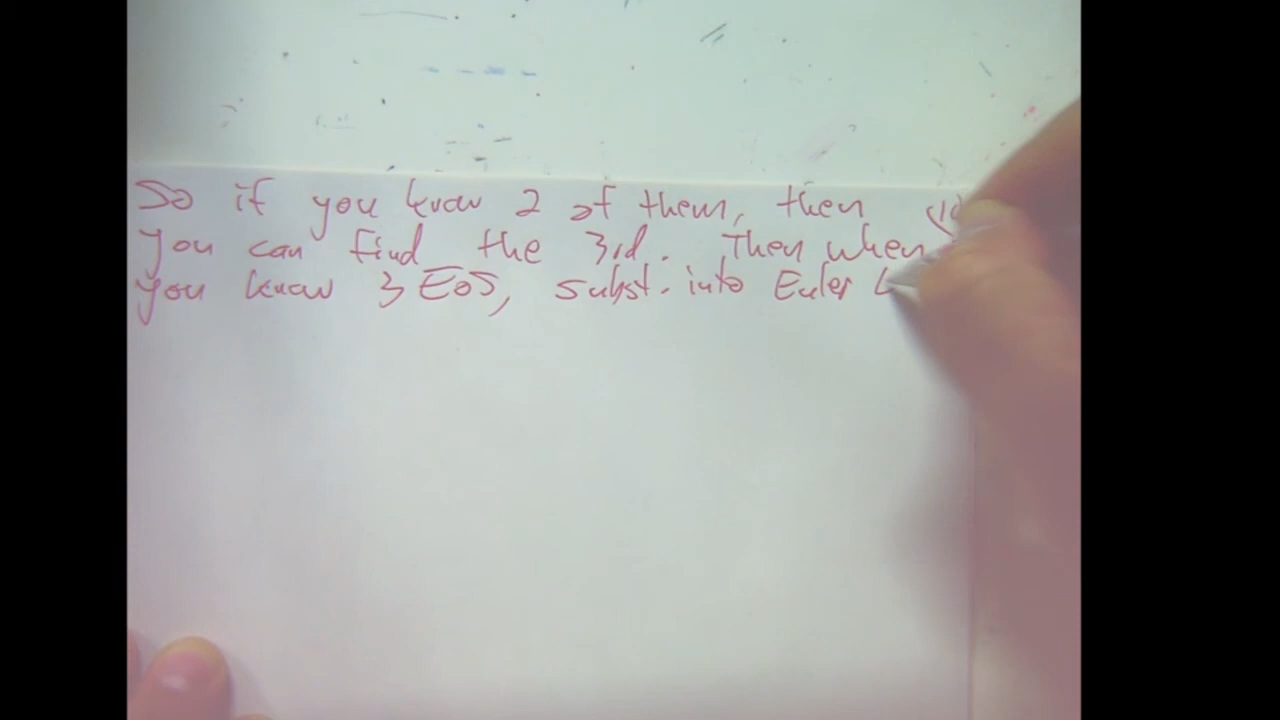 So if you know 2 of them, then
you can find the 3rd. Then when
you know 3 EoS, subst. into Euler